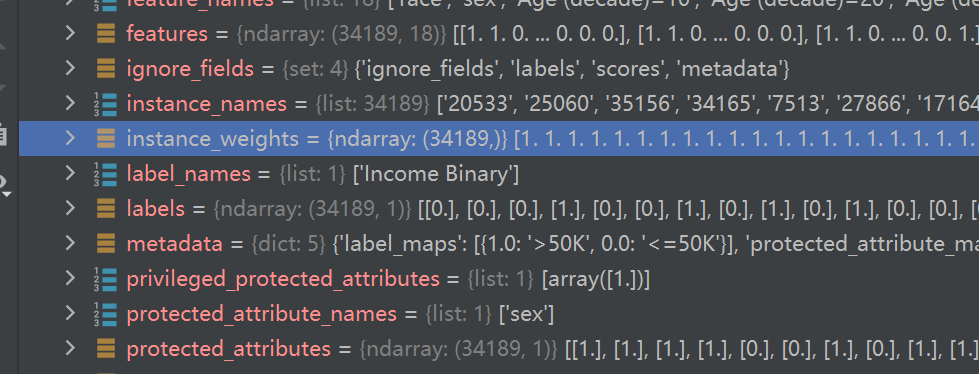 feature_names = {list: 18} ['race', 'sex', 'Age (decade)=10', 'Age (decade)=20', 'Age (de
features = {ndarray: (34189, 18)} [[1. 1. 0. ... 0. 0. 0.], [1. 1. 0. ... 0. 0. 0.], [1. 1. 0. ... 0. 0. 1.]
ignore_fields = {set: 4} {'ignore_fields', 'labels', 'scores', 'metadata'}
instance_names = {list: 34189} ['20533', '25060', '35156', '34165', '7513', '27866', '17164
instance_weights = {ndarray: (34189,)} [1. 1. 1. 1. 1. 1. 1. 1. 1. 1. 1. 1. 1. 1. 1. 1. 1. 1. 1. 1.
label_names = {list: 1} ['Income Binary']
labels = {ndarray: (34189, 1)} [[0.], [0.], [0.], [1.], [0.], [0.], [1.], [0.], [1.], [0.], [1.], [0.], [0.],
metadata = {dict: 5} {'label_maps': [{1.0: '>50K', 0.0: '<=50K'}], 'protected_attribute_ma
privileged_protected_attributes = {list: 1} [array([1.])]
protected_attribute_names = {list: 1} ['sex']
protected_attributes = {ndarray: (34189, 1)} [[1.], [1.], [1.], [1.], [0.], [0.], [1.], [0.], [1.], [1.]